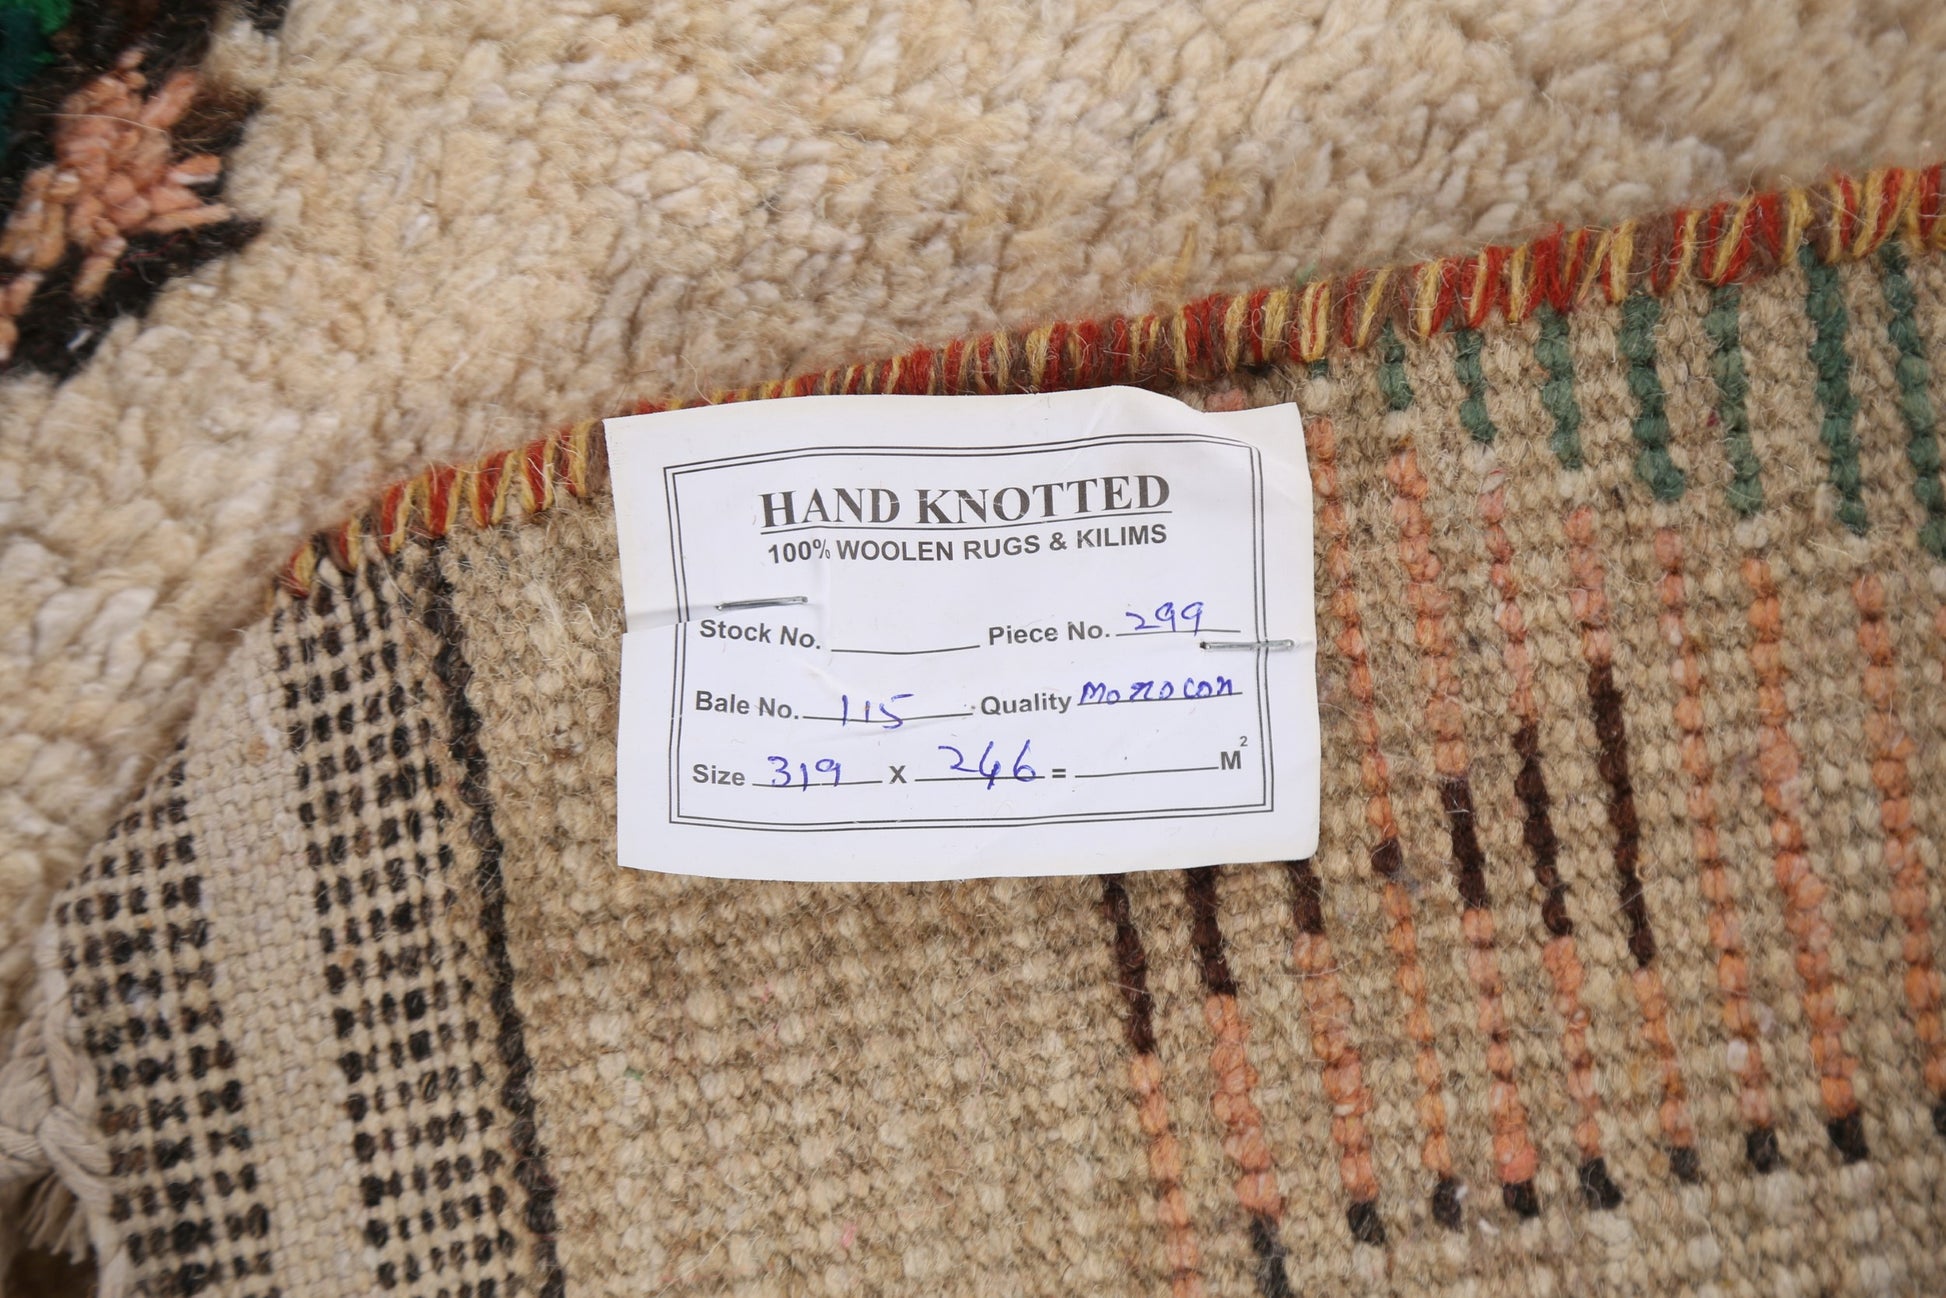 HAND KNOTTED
100% WOOLEN RUGS & KILIMS
Stock No. Piece No. 299
Bale No. 115 Quality Morrocon
Size 319 X 246 = M²